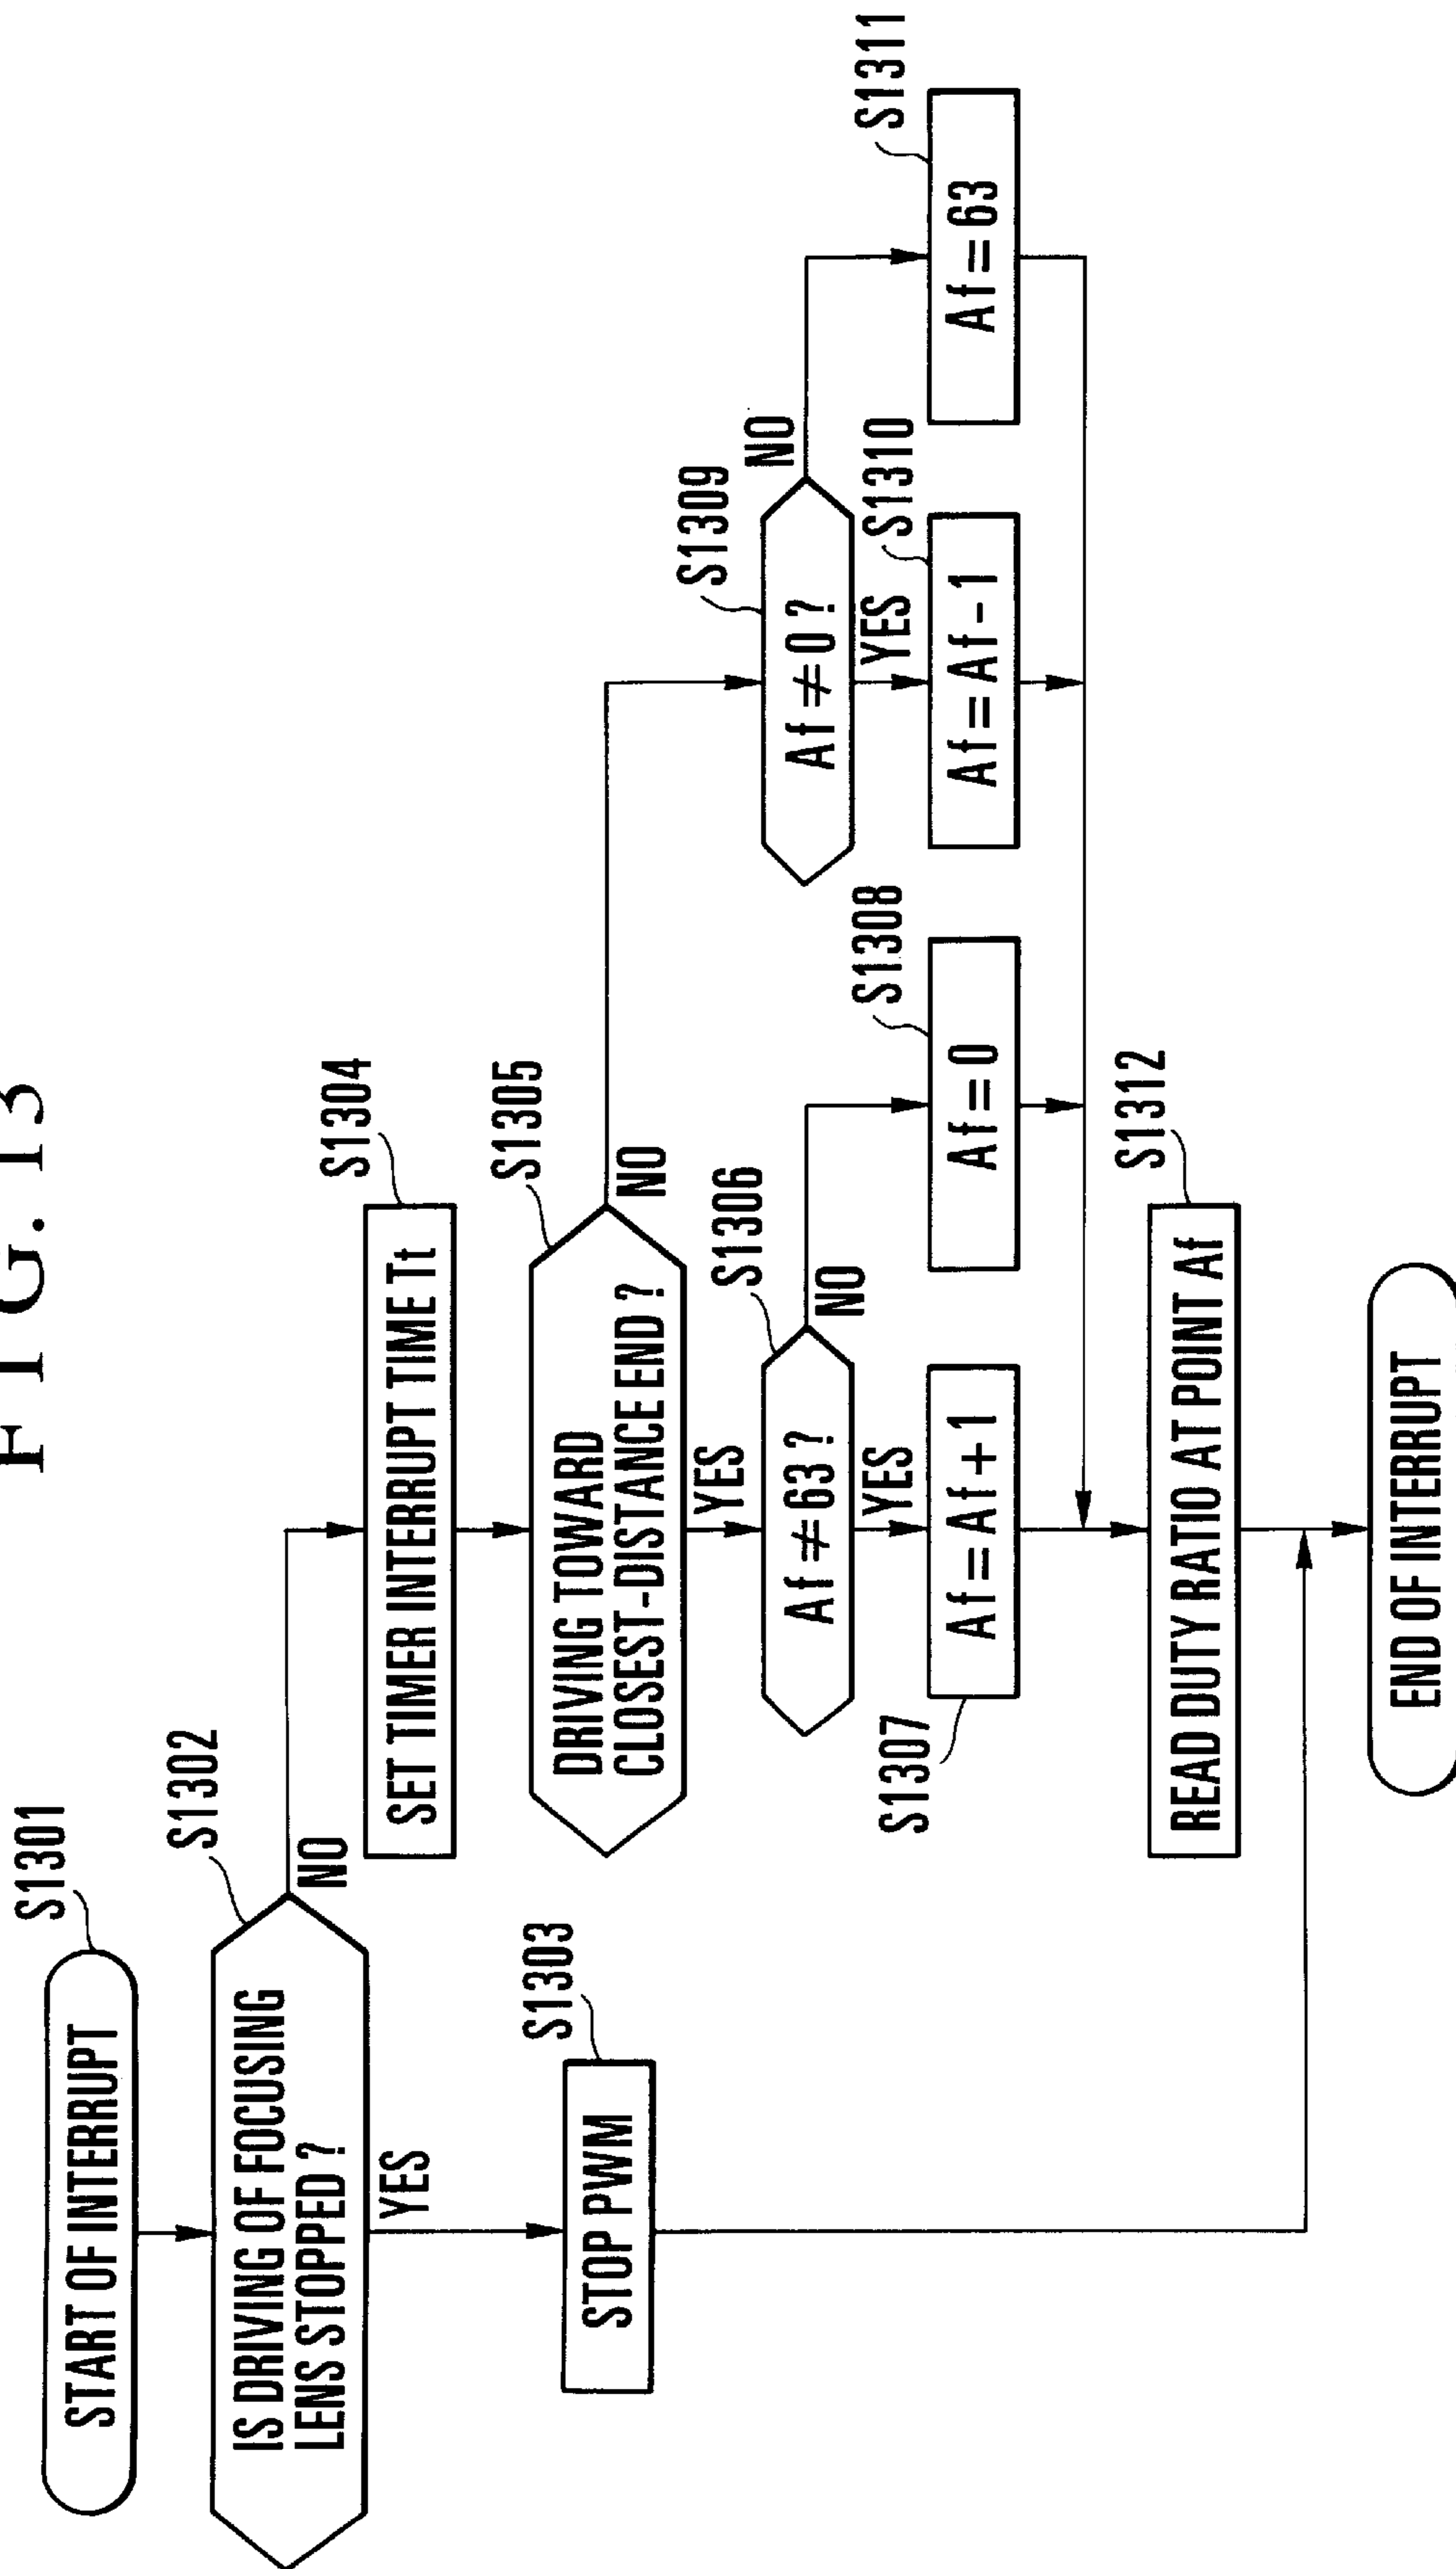 FIG. 13
START OF INTERRUPT
S1301
IS DRIVING OF FOCUSING
LENS STOPPED ?
S1302
YES
NO
STOP PWM
S1303
SET TIMER INTERRUPT TIME Tt
S1304
DRIVING TOWARD
CLOSEST-DISTANCE END ?
S1305
YES
NO
Af ≠ 63 ?
S1306
YES
NO
Af = Af + 1
S1307
Af = 0
S1308
Af ≠ 0 ?
S1309
YES
NO
Af = Af - 1
S1310
Af = 63
S1311
READ DUTY RATIO AT POINT Af
S1312
END OF INTERRUPT